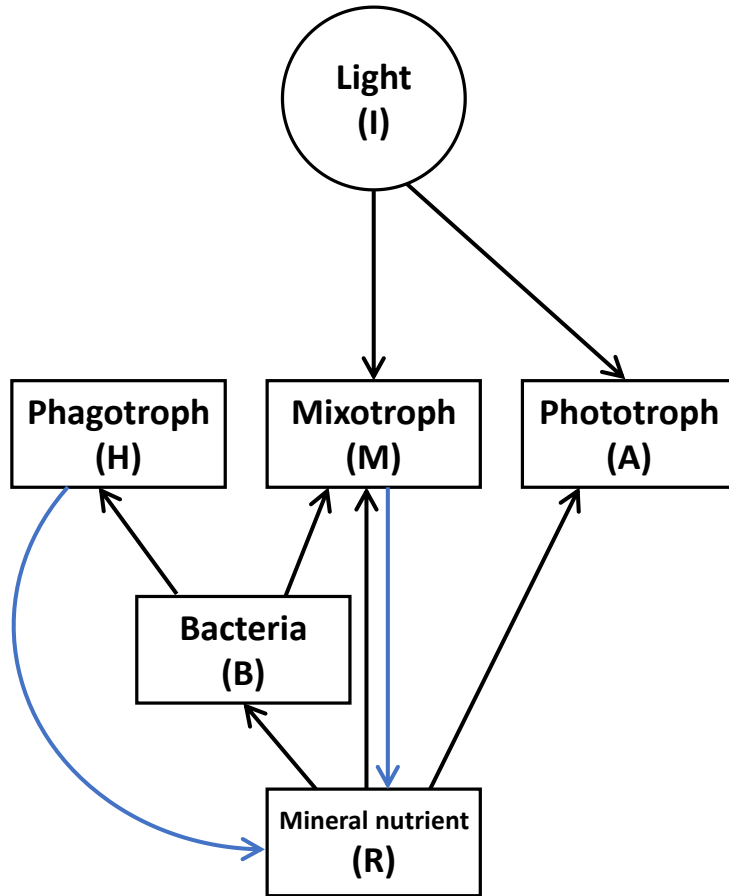 Light
(I)
Phagotroph
(H)
Mixotroph
(M)
Phototroph
(A)
Bacteria
(B)
Mineral nutrient
(R)